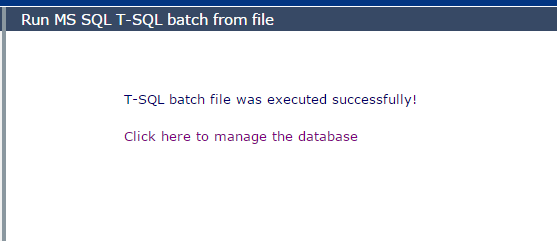 Run MS SQL T-SQL batch from file
T-SQL batch file was executed successfully!
Click here to manage the database